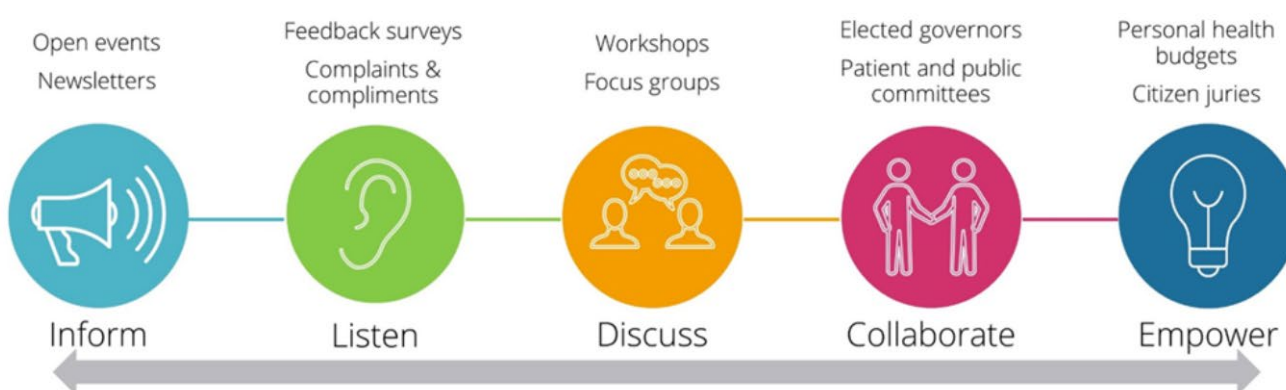 Open events
Newsletters
Feedback surveys
Complaints &
compliments
Workshops
Focus groups
Elected governors
Patient and public
committees
Personal health
budgets
Citizen juries
Inform
Listen
Discuss
Collaborate
Empower